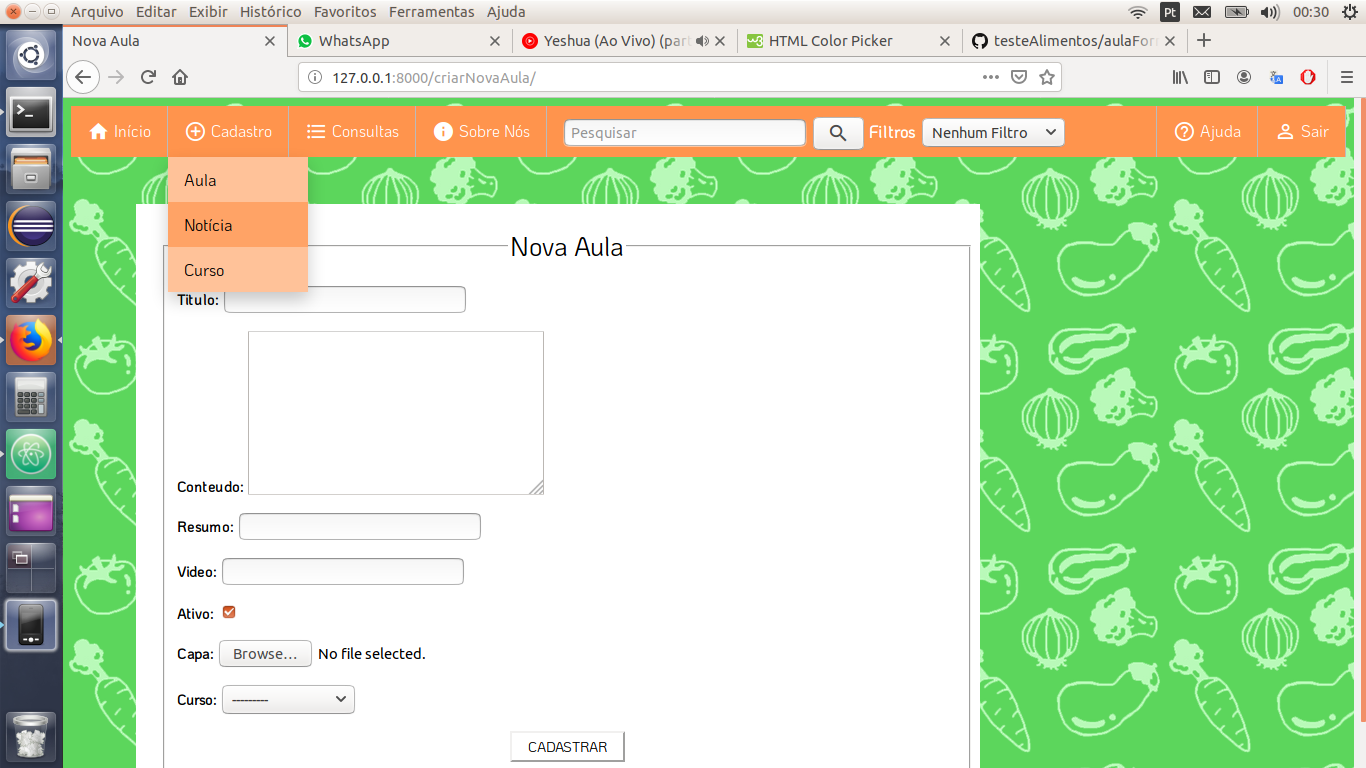 Arquivo Editar Exibir Histórico Favoritos Ferramentas Ajuda Pt 00:30
Nova Aula WhatsApp Yeshua (Ao Vivo) (part HTML Color Picker testeAlimentos/aulaForm
127.0.0.1:8000/criarNovaAula/
Início Cadastro Consultas Sobre Nós Pesquisar Filtros Nenhum Filtro Ajuda Sair
Aula
Notícia
Curso
Nova Aula
Titulo:
Conteudo:
Resumo:
Video:
Ativo:
Capa: Browse... No file selected.
Curso: ---------
CADASTRAR